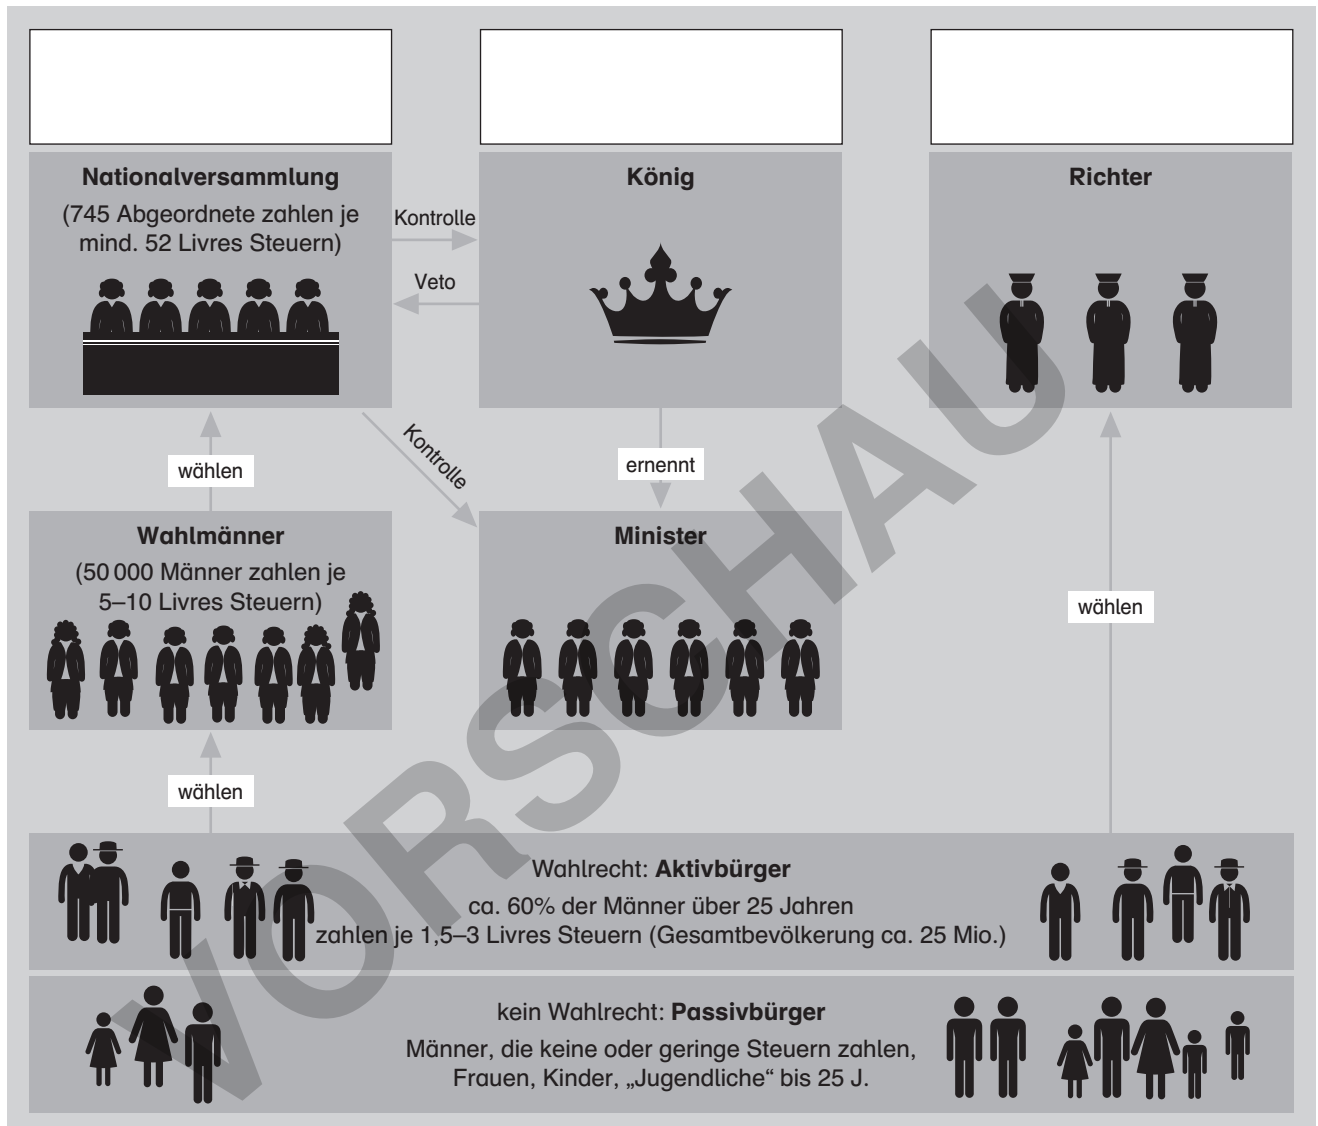 Nationalversammlung
(745 Abgeordnete zahlen je
mind. 52 Livres Steuern)
Kontrolle
Veto
König
Richter
wählen
Kontrolle
ernennt
Wahlmänner
(50 000 Männer zahlen je
5–10 Livres Steuern)
Minister
wählen
wählen
Wahlrecht: Aktivbürger
ca. 60% der Männer über 25 Jahren
zahlen je 1,5–3 Livres Steuern (Gesamtbevölkerung ca. 25 Mio.)
kein Wahlrecht: Passivbürger
Männer, die keine oder geringe Steuern zahlen,
Frauen, Kinder, „Jugendliche“ bis 25 J.
VORSCHAU